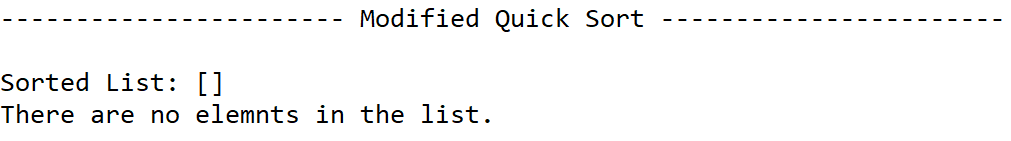 ----------------------- Modified Quick Sort -----------------------
Sorted List: []
There are no elemnts in the list.